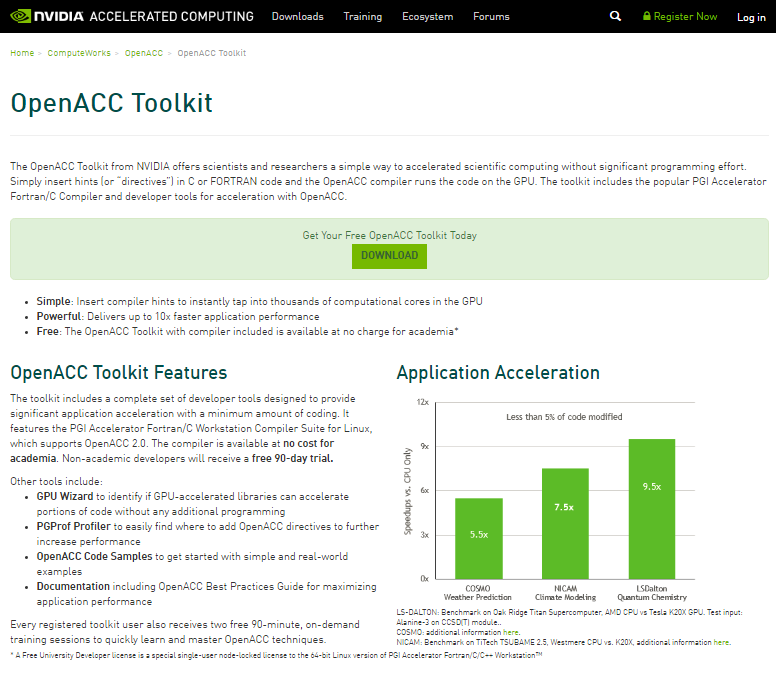 NVIDIA ACCELERATED COMPUTING Downloads Training Ecosystem Forums Register Now Log in
Home > ComputeWorks > OpenACC > OpenACC Toolkit
OpenACC Toolkit
The OpenACC Toolkit from NVIDIA offers scientists and researchers a simple way to accelerated scientific computing without significant programming effort.
Simply insert hints (or “directives”) in C or FORTRAN code and the OpenACC compiler runs the code on the GPU. The toolkit includes the popular PGI Accelerator
Fortran/C Compiler and developer tools for acceleration with OpenACC.
Get Your Free OpenACC Toolkit Today
DOWNLOAD
• Simple: Insert compiler hints to instantly tap into thousands of computational cores in the GPU
• Powerful: Delivers up to 10x faster application performance
• Free: The OpenACC Toolkit with compiler included is available at no charge for academia*
OpenACC Toolkit Features
The toolkit includes a complete set of developer tools designed to provide
significant application acceleration with a minimum amount of coding. It
features the PGI Accelerator Fortran/C Workstation Compiler Suite for Linux,
which supports OpenACC 2.0. The compiler is available at no cost for
academia. Non-academic developers will receive a free 90-day trial.
Other tools include:
• GPU Wizard to identify if GPU-accelerated libraries can accelerate
portions of code without any additional programming
• PGProf Profiler to easily find where to add OpenACC directives to further
increase performance
• OpenACC Code Samples to get started with simple and real-world
examples
• Documentation including OpenACC Best Practices Guide for maximizing
application performance
Every registered toolkit user also receives two free 90-minute, on-demand
training sessions to quickly learn and master OpenACC techniques.
Application Acceleration
12x
Less than 5% of code modified
9x
6x
3x
0x
Speedups vs. CPU Only
5.5x
7.5x
9.5x
COSMO
Weather Prediction
NICAM
Climate Modeling
LSDalton
Quantum Chemistry
LS-DALTON: Benchmark on Oak Ridge Titan Supercomputer, AMD CPU vs Tesla K20X GPU. Test input:
Alanine-3 on CCSD(T) module..
COSMO: additional information here.
NICAM: Benchmark on TiTech TSUBAME 2.5, Westmere CPU vs. K20X, additional information here.
* A Free University Developer license is a special single-user node-locked license to the 64-bit Linux version of PGI Accelerator Fortran/C/C++ Workstation™